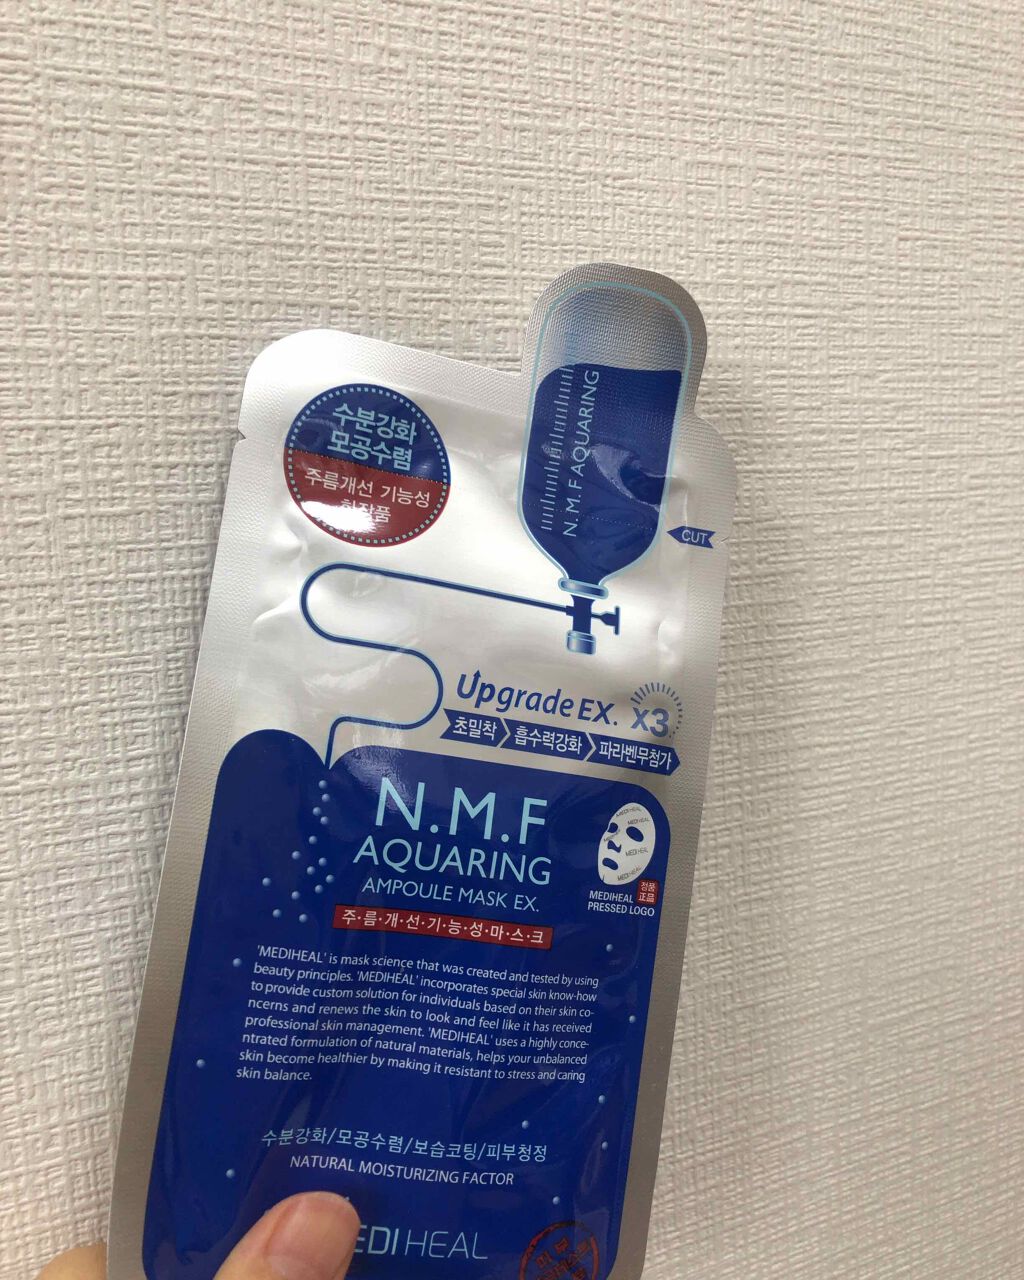 수분강화
모공수렴
주름개선 기능성
화장품
N.M.F AQUARING
CUT
Upgrade EX. x3
초밀착 흡수력강화 파라벤무첨가
N.M.F
AQUARING
AMPOULE MASK EX.
주·름·개·선·기·능·성·마·스·크
MEDIHEAL
MEDIHEAL
MEDIHEAL
MEDIHEAL
MEDIHEAL
PRESSED LOGO
정품
正品
'MEDIHEAL' is mask science that was created and tested by using
beauty principles. 'MEDIHEAL' incorporates special skin know-how
to provide custom solution for individuals based on their skin co-
ncerns and renews the skin to look and feel like it has received
professional skin management. 'MEDIHEAL' uses a highly conce-
ntrated formulation of natural materials, helps your unbalanced
skin become healthier by making it resistant to stress and caring
skin balance.
수분강화/모공수렴/보습코팅/피부청정
NATURAL MOISTURIZING FACTOR
EDIHEAL
피부